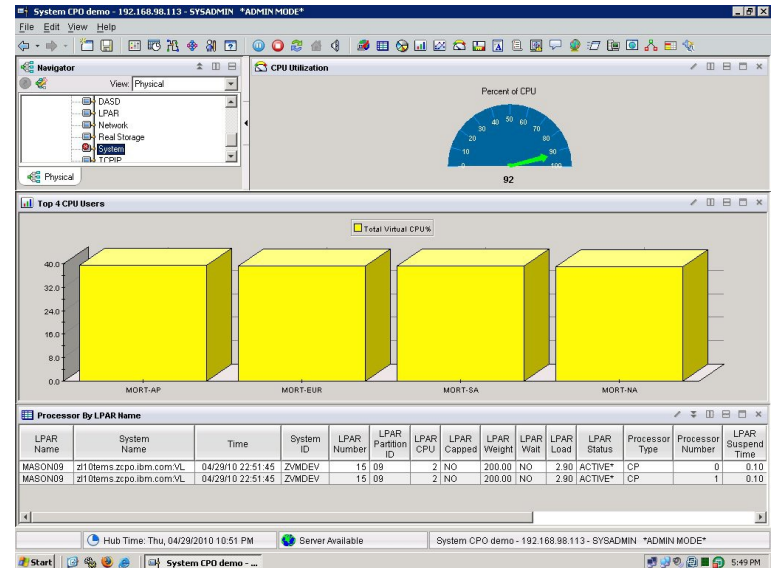 System CPO demo - 192.168.98.113 - SYSADMIN *ADMIN MODE*
File Edit View Help
Navigator
View: Physical
DASD
LPAR
Network
Real Storage
System
TCPIP
Physical
CPU Utilization
Percent of CPU
0 10 20 30 40 50 60 70 80 90 100
92
Top 4 CPU Users
Total Virtual CPU%
40.0
32.0
24.0
16.0
8.0
0.0
MORT-AP MORT-EUR MORT-SA MORT-NA
Processor By LPAR Name
LPAR Name System Name Time System ID LPAR Number LPAR Partition ID LPAR CPU LPAR Capped LPAR Weight LPAR Wait LPAR Load LPAR Status Processor Type Processor Number LPAR Suspend Time
MASON09 zl10tems.zcpo.ibm.com:VL 04/29/10 22:51:45 ZVMDEV 15 09 2 NO 200.00 NO 2.90 ACTIVE* CP 0 0.10
MASON09 zl10tems.zcpo.ibm.com:VL 04/29/10 22:51:45 ZVMDEV 15 09 2 NO 200.00 NO 2.90 ACTIVE* CP 1 0.10
Hub Time: Thu, 04/29/2010 10:51 PM Server Available System CPO demo - 192.168.98.113 - SYSADMIN *ADMIN MODE*
Start System CPO demo - ... 5:49 PM